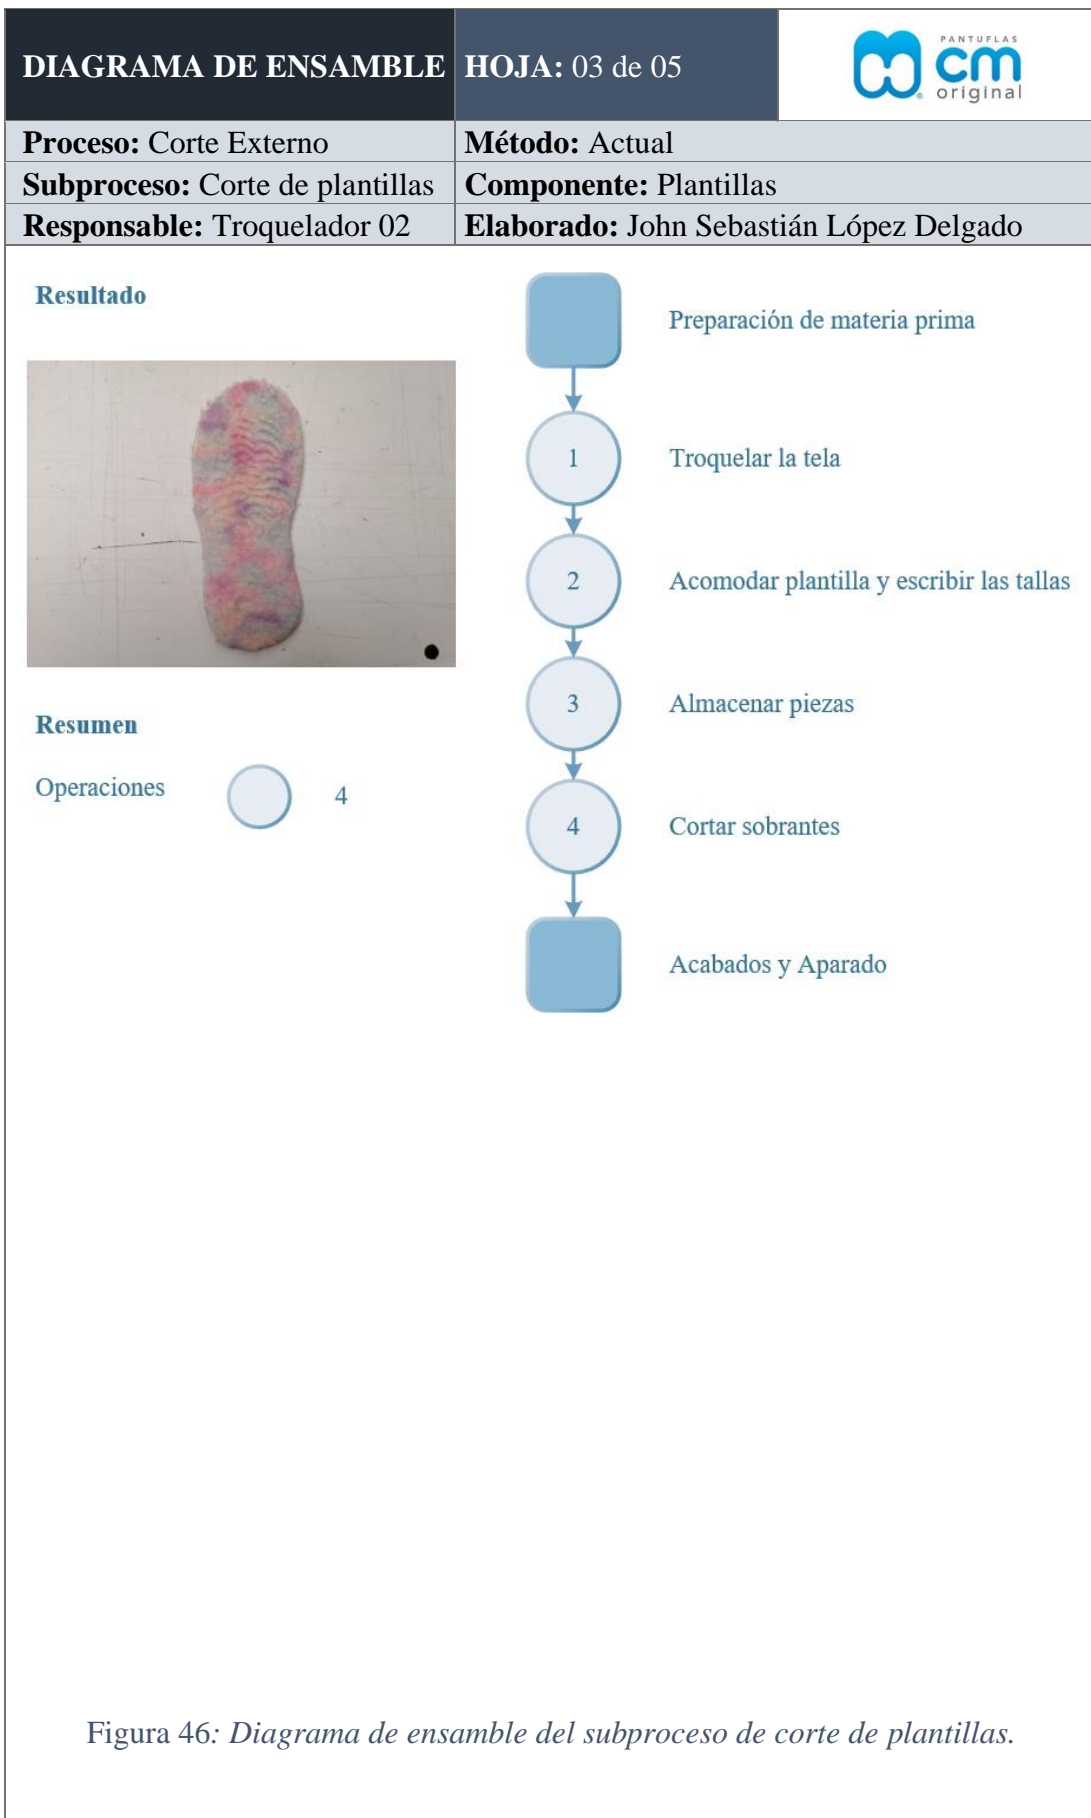 DIAGRAMA DE ENSAMBLE HOJA: 03 de 05
PANTUFLAS
cm
original
Proceso: Corte Externo Método: Actual
Subproceso: Corte de plantillas Componente: Plantillas
Responsable: Troquelador 02 Elaborado: John Sebastián López Delgado
Resultado
Preparación de materia prima
1 Troquelar la tela
2 Acomodar plantilla y escribir las tallas
3 Almacenar piezas
4 Cortar sobrantes
Acabados y Aparado
Resumen
Operaciones 4
Figura 46: Diagrama de ensamble del subproceso de corte de plantillas.